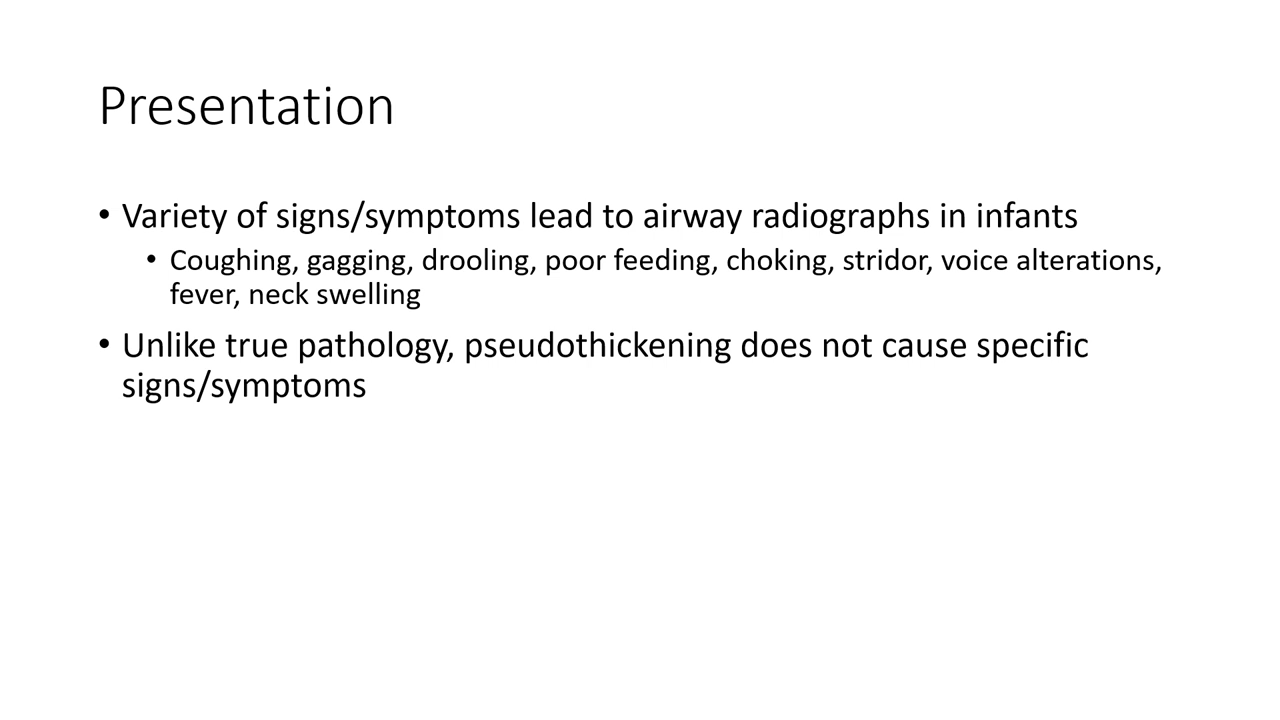 Presentation
• Variety of signs/symptoms lead to airway radiographs in infants
• Coughing, gagging, drooling, poor feeding, choking, stridor, voice alterations,
fever, neck swelling
• Unlike true pathology, pseudothickening does not cause specific
signs/symptoms